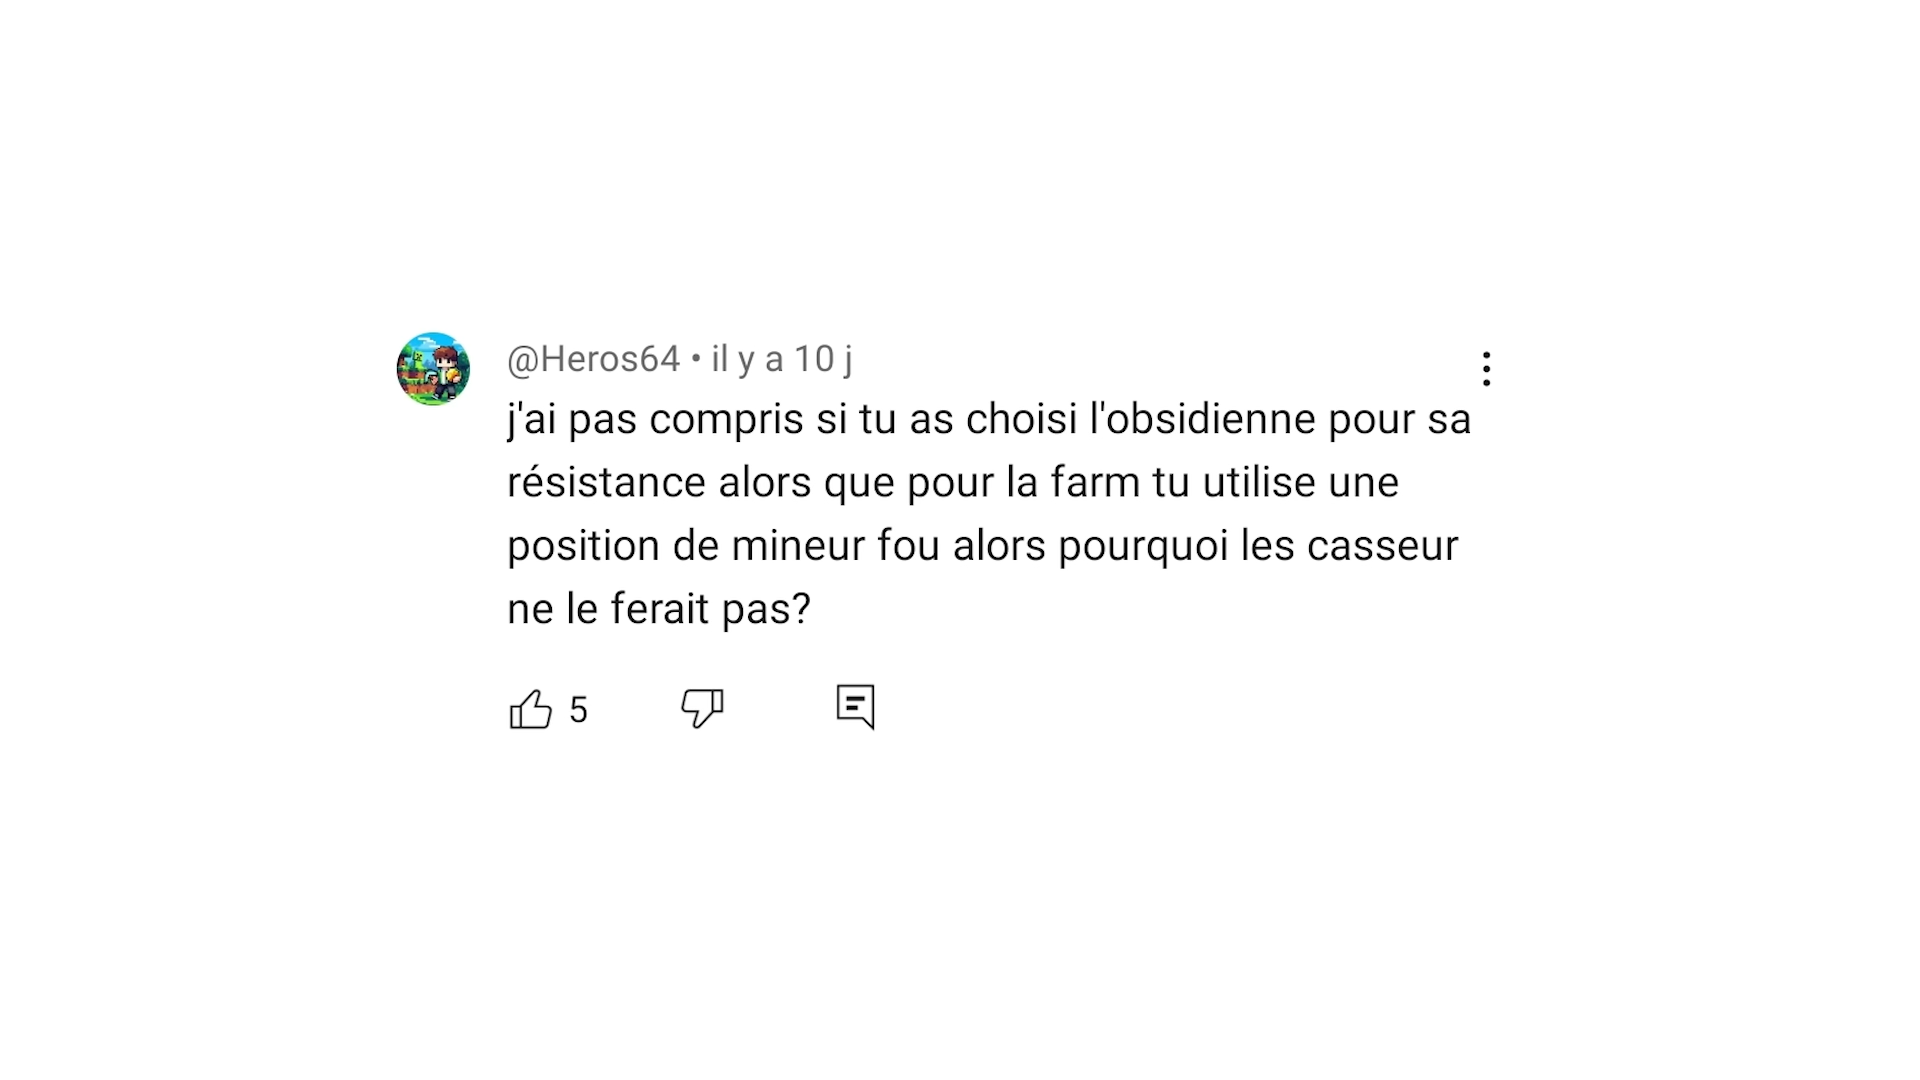 @Heros64 • il y a 10 j
j'ai pas compris si tu as choisi l'obsidienne pour sa
résistance alors que pour la farm tu utilise une
position de mineur fou alors pourquoi les casseur
ne le ferait pas?
5